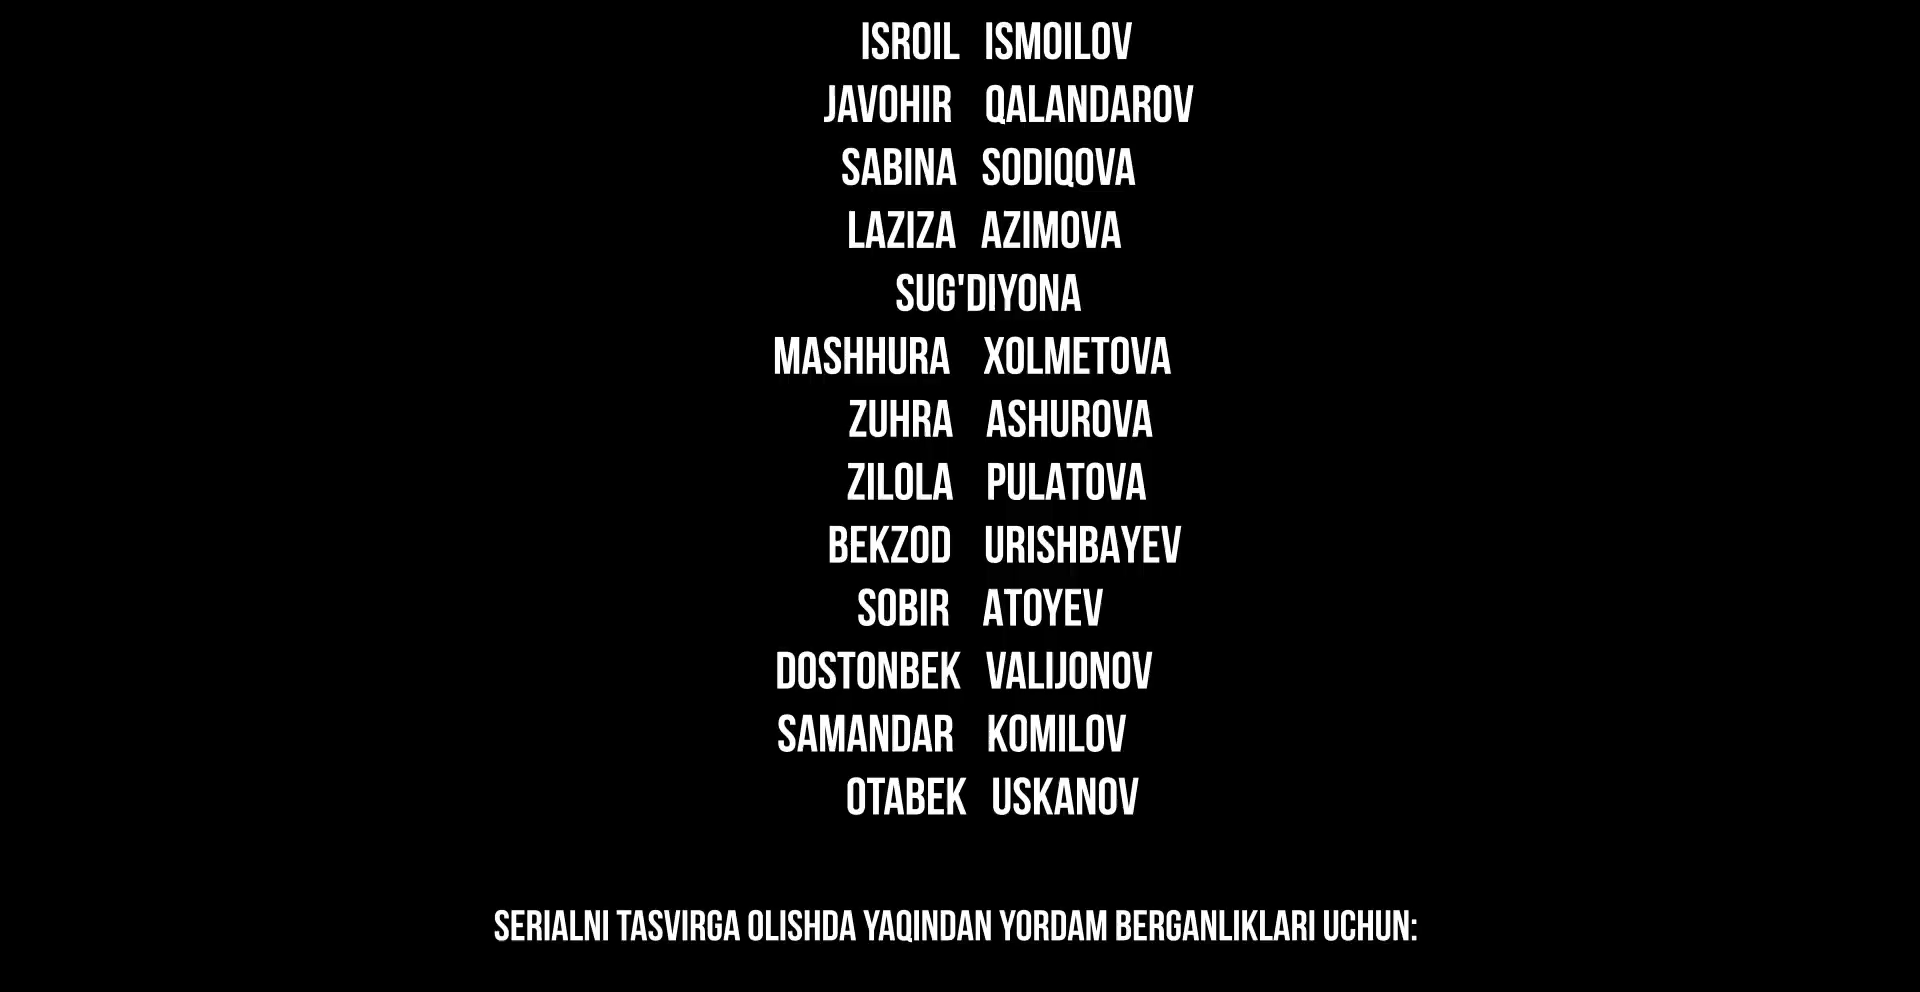 ISROIL ISMOILOV
JAVOHIR QALANDAROV
SABINA SODIQOVA
LAZIZA AZIMOVA
SUG'DIYONA
MASHHURA XOLMETOVA
ZUHRA ASHUROVA
ZILOLA PULATOVA
BEKZOD URISHBAYEV
SOBIR ATOYEV
DOSTONBEK VALIJONOV
SAMANDAR KOMILOV
OTABEK USKANOV
SERIALNI TASVIRGA OLISHDA YAQINDAN YORDAM BERGANLIKLARI UCHUN: